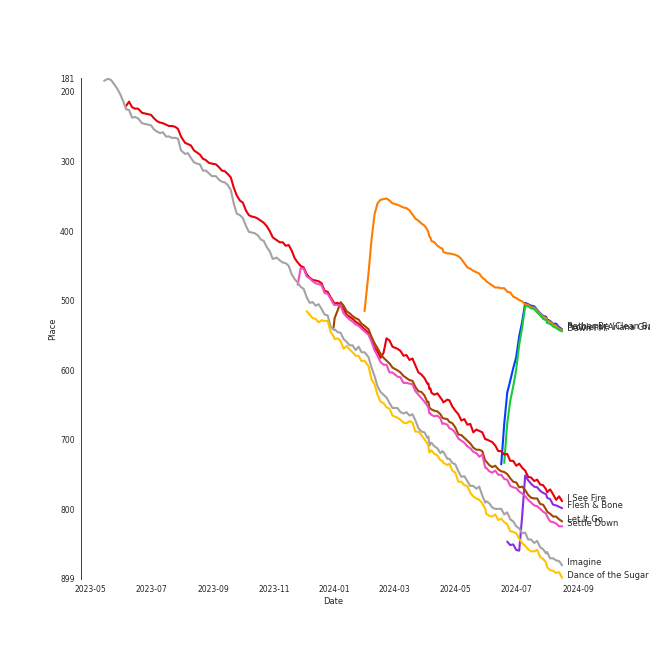 181
200
300
400
500
600
700
800
899
Place
2023-05
2023-07
2023-09
2023-11
2024-01
2024-03
2024-05
2024-07
2024-09
Date
I See Fire
Flesh & Bone
Let It Go
Settle Down
Imagine
Dance of the Sugar